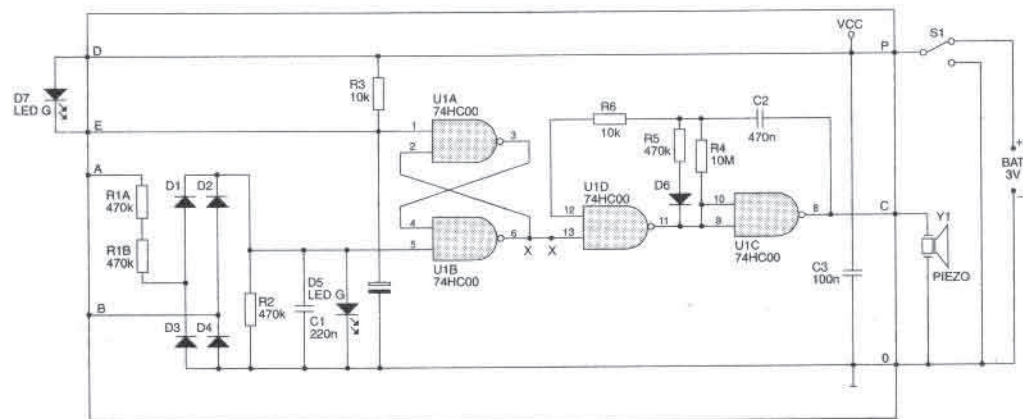 VCC
D
P
S1
D7
LED G
R3
10k
U1A
74HC00
1
2
3
R6
10k
C2
470n
R5
470k
R4
10M
+
BAT
3V
–
E
A
R1A
470k
D1
D2
R1B
470k
4
5
6
U1B
74HC00
X
X
U1D
74HC00
12
13
11
D6
10
9
8
U1C
74HC00
C
Y1
PIEZO
B
D3
D4
R2
470k
C1
220n
D5
LED G
C3
100n
0